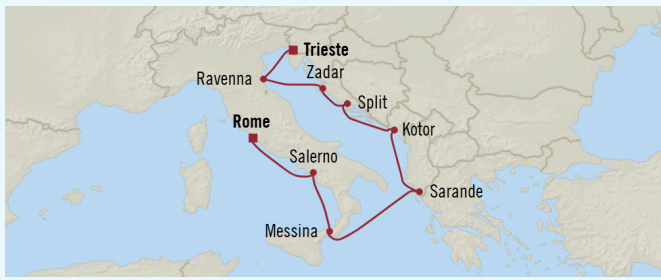 Trieste
Ravenna
Zadar
Split
Rome
Kotor
Salerno
Sarande
Messina